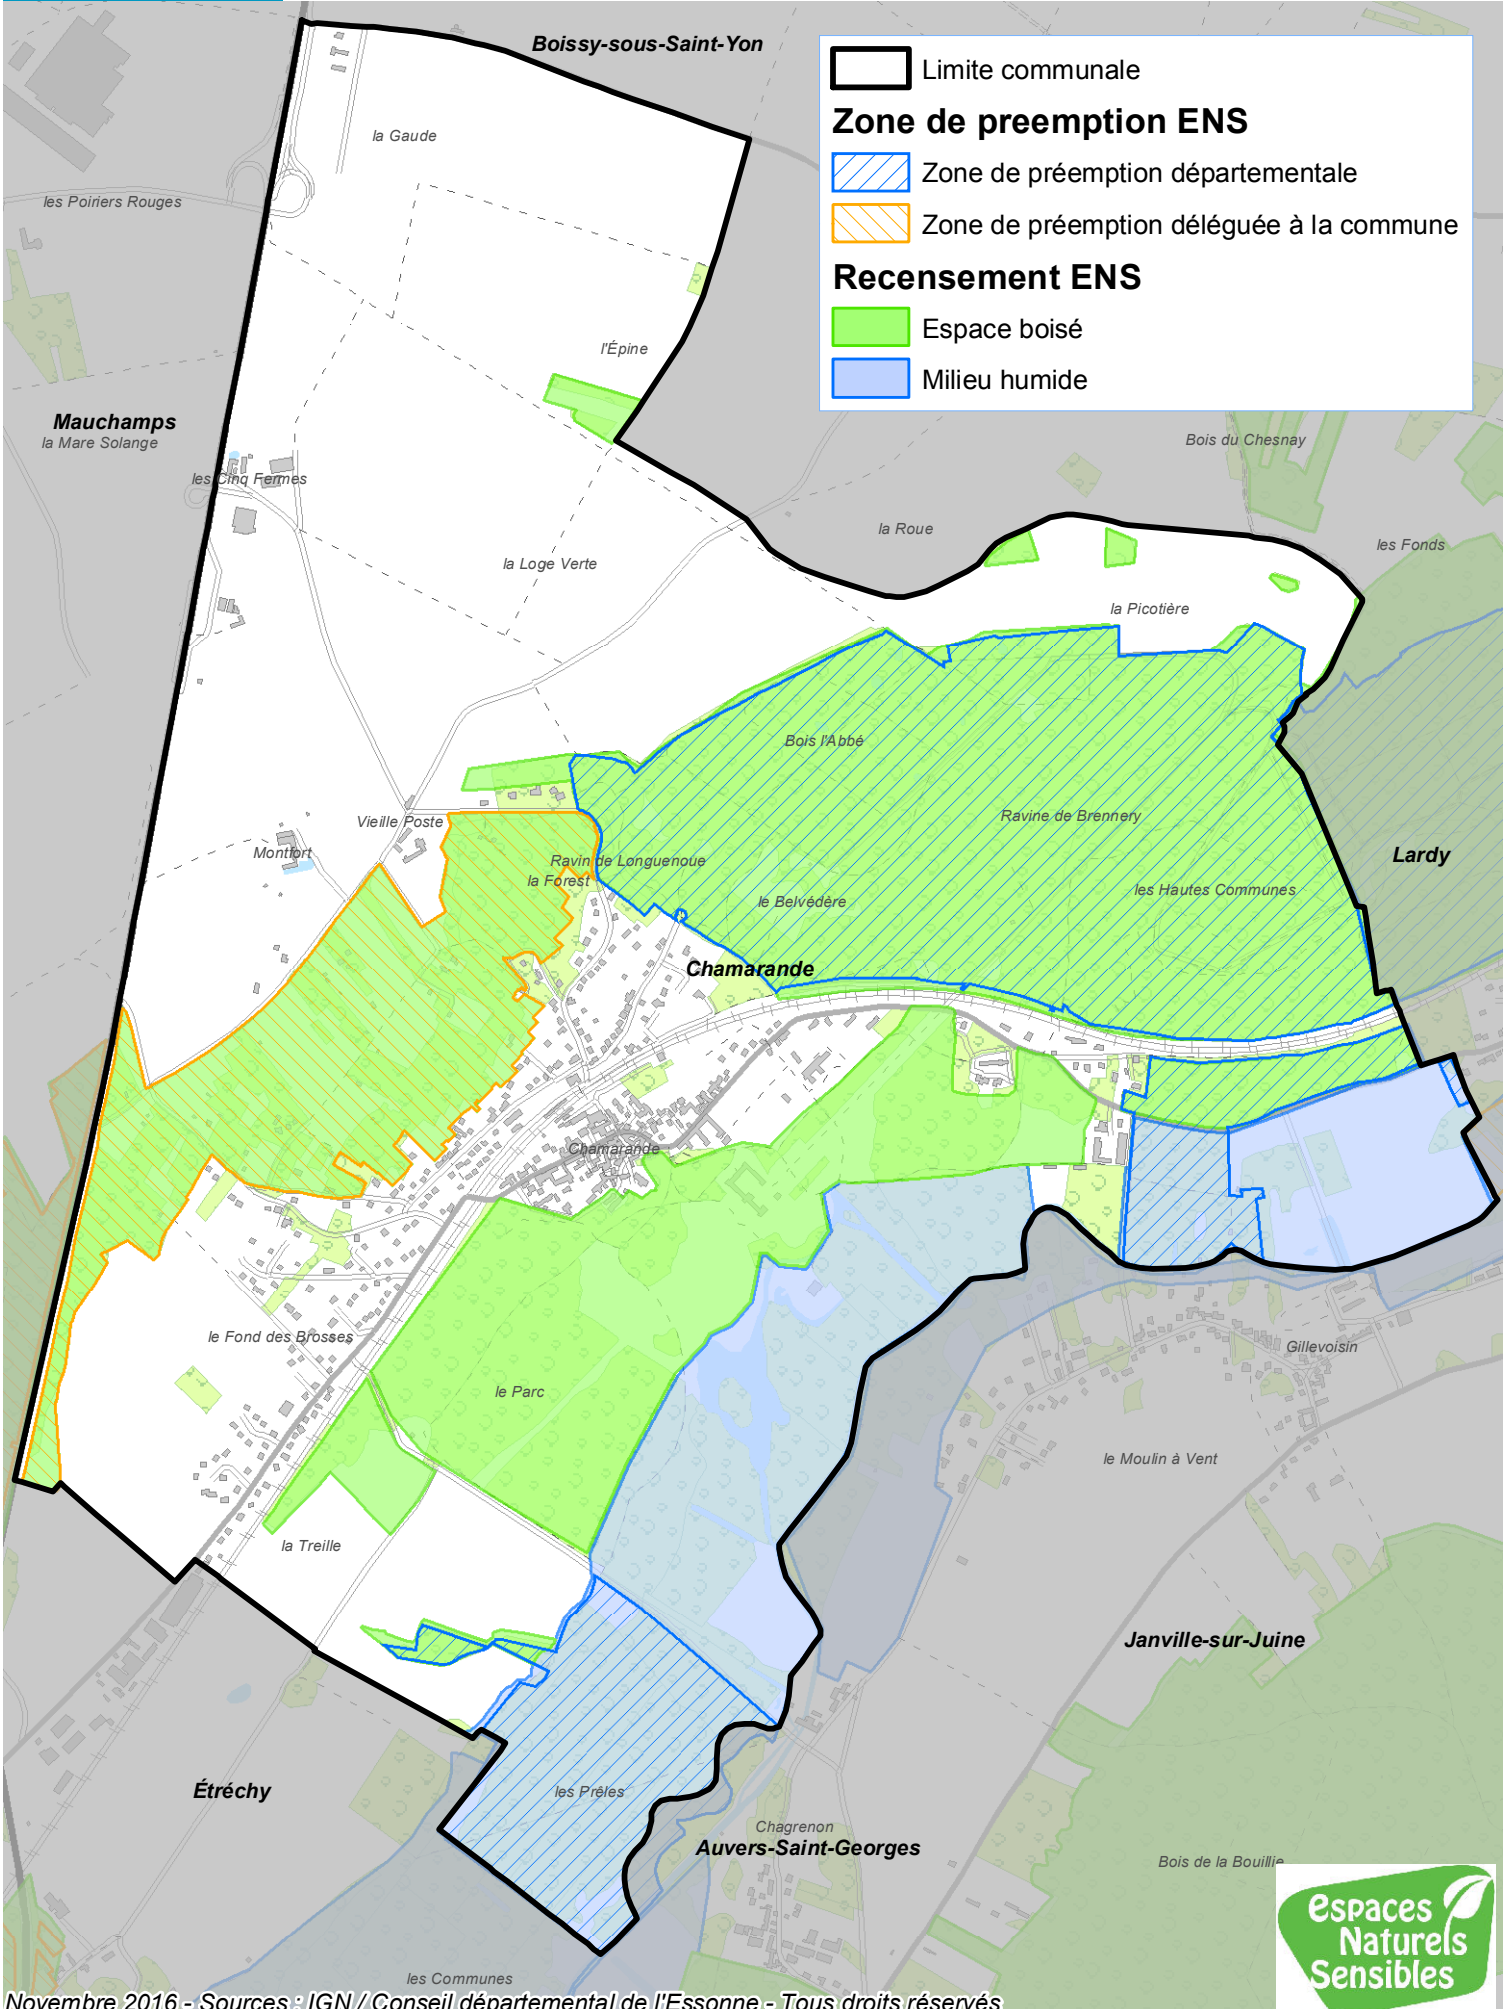 Boissy-sous-Saint-Yon
Limite communale
Zone de preemption ENS
Zone de préemption départementale
Zone de préemption déléguée à la commune
Recensement ENS
Espace boisé
Milieu humide
la Gaude
les Poiriers Rouges
l'Épine
Mauchamps
la Mare Solange
Bois du Chesnay
les Cinq Fermes
la Roue
les Fonds
la Loge Verte
la Picotière
Bois l'Abbé
Ravine de Brennery
Vieille Poste
Montfort
Ravin de Longuenoue
la Forest
Lardy
les Hautes Communes
le Belvédère
Chamarande
Chamarande
le Fond des Brosses
Gillevoisin
le Parc
le Moulin à Vent
la Treille
Janville-sur-Juine
Étréchy
les Prêles
Chagrenon
Auvers-Saint-Georges
Bois de la Bouillie
les Communes
Espaces
Naturels
Sensibles
Novembre 2016 - Sources : IGN / Conseil départemental de l'Essonne - Tous droits réservés